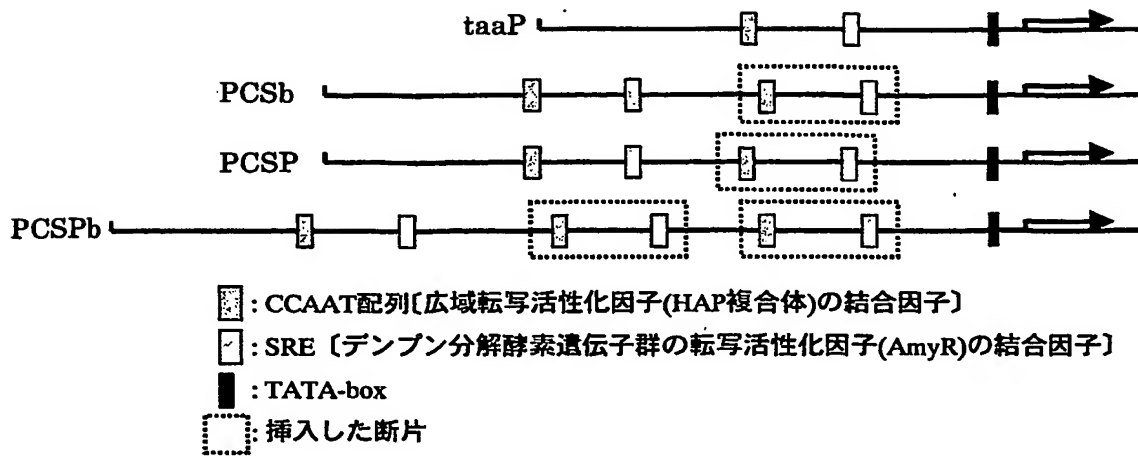 taaP
PCSb
PCSP
PCSPb
: CCAAT配列〔広域転写活性化因子(HAP複合体)の結合因子〕
: SRE〔デンプン分解酵素遺伝子群の転写活性化因子(AmyR)の結合因子〕
: TATA-box
: 挿入した断片